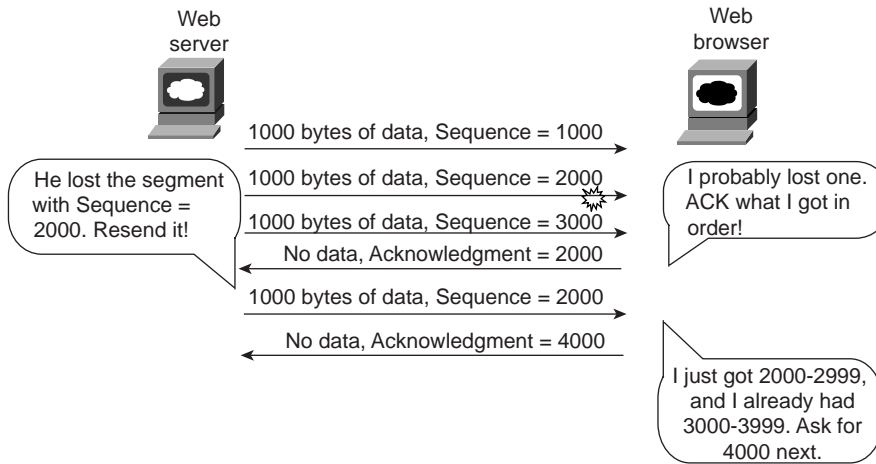 Web
server
Web
browser
1000 bytes of data, Sequence = 1000
He lost the segment
with Sequence =
2000. Resend it!
1000 bytes of data, Sequence = 2000
I probably lost one.
ACK what I got in
order!
1000 bytes of data, Sequence = 3000
No data, Acknowledgment = 2000
1000 bytes of data, Sequence = 2000
No data, Acknowledgment = 4000
I just got 2000-2999,
and I already had
3000-3999. Ask for
4000 next.